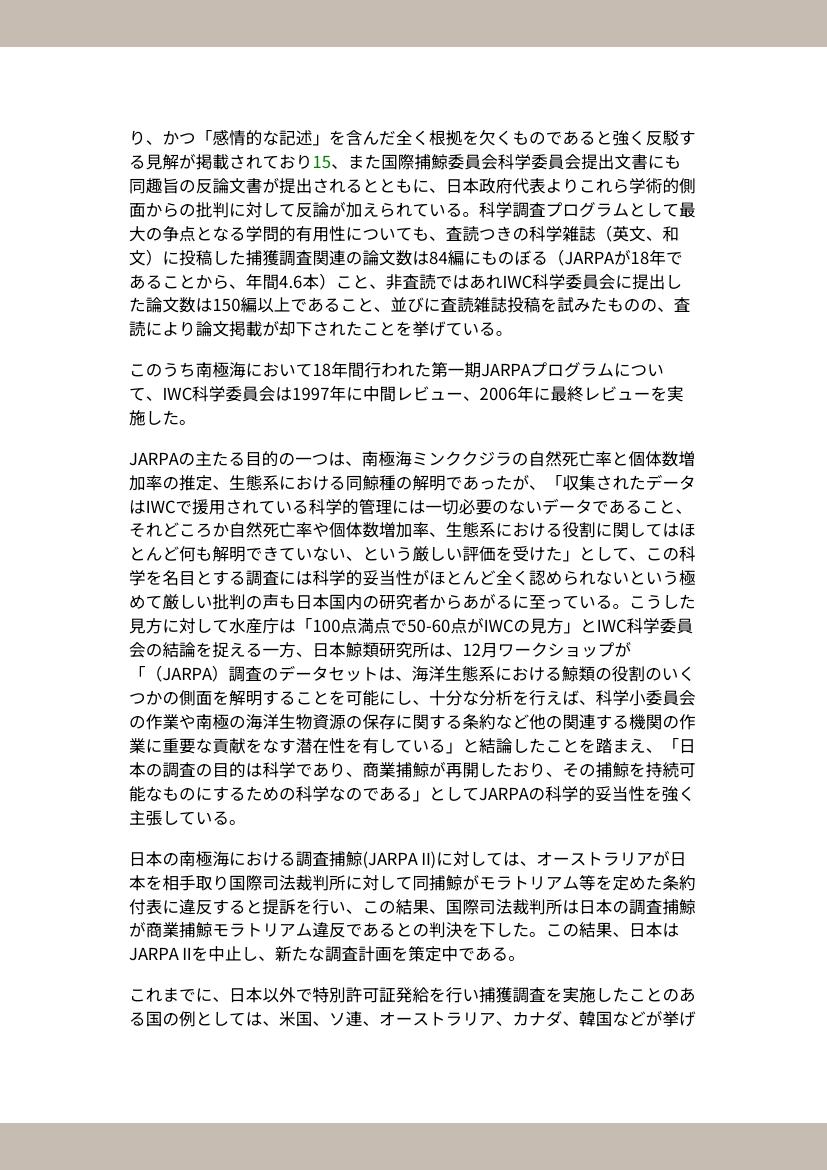 り、かつ「感情的な記述」を含んだ全く根拠を欠くものであると強く反駁す
る見解が掲載されており15、また国際捕鯨委員会科学委員会提出文書にも
同趣旨の反論文書が提出されるとともに、日本政府代表よりこれら学術的側
面からの批判に対して反論が加えられている。科学調査プログラムとして最
大の争点となる学問的有用性についても、査読つきの科学雑誌（英文、和
文）に投稿した捕獲調査関連の論文数は84編にものぼる（JARPAが18年で
あることから、年間4.6本）こと、非査読ではあれIWC科学委員会に提出し
た論文数は150編以上であること、並びに査読雑誌投稿を試みたものの、査
読により論文掲載が却下されたことを挙げている。
このうち南極海において18年間行われた第一期JARPAプログラムについ
て、IWC科学委員会は1997年に中間レビュー、2006年に最終レビューを実
施した。
JARPAの主たる目的の一つは、南極海ミンククジラの自然死亡率と個体数増
加率の推定、生態系における同鯨種の解明であったが、「収集されたデータ
はIWCで援用されている科学的管理には一切必要のないデータであること、
それどころか自然死亡率や個体数増加率、生態系における役割に関してはほ
とんど何も解明できていない、という厳しい評価を受けた」として、この科
学を名目とする調査には科学的妥当性がほとんど全く認められないという極
めて厳しい批判の声も日本国内の研究者からあがるに至っている。こうした
見方に対して水産庁は「100点満点で50-60点がIWCの見方」とIWC科学委員
会の結論を捉える一方、日本鯨類研究所は、12月ワークショップが
「（JARPA）調査のデータセットは、海洋生態系における鯨類の役割のいく
つかの側面を解明することを可能にし、十分な分析を行えば、科学小委員会
の作業や南極の海洋生物資源の保存に関する条約など他の関連する機関の作
業に重要な貢献をなす潜在性を有している」と結論したことを踏まえ、「日
本の調査の目的は科学であり、商業捕鯨が再開したおり、その捕鯨を持続可
能なものにするための科学なのである」としてJARPAの科学的妥当性を強く
主張している。
日本の南極海における調査捕鯨(JARPA II)に対しては、オーストラリアが日
本を相手取り国際司法裁判所に対して同捕鯨がモラトリアム等を定めた条約
付表に違反すると提訴を行い、この結果、国際司法裁判所は日本の調査捕鯨
が商業捕鯨モラトリアム違反であるとの判決を下した。この結果、日本は
JARPA IIを中止し、新たな調査計画を策定中である。
これまでに、日本以外で特別許可証発給を行い捕獲調査を実施したことのあ
る国の例としては、米国、ソ連、オーストラリア、カナダ、韓国などが挙げ